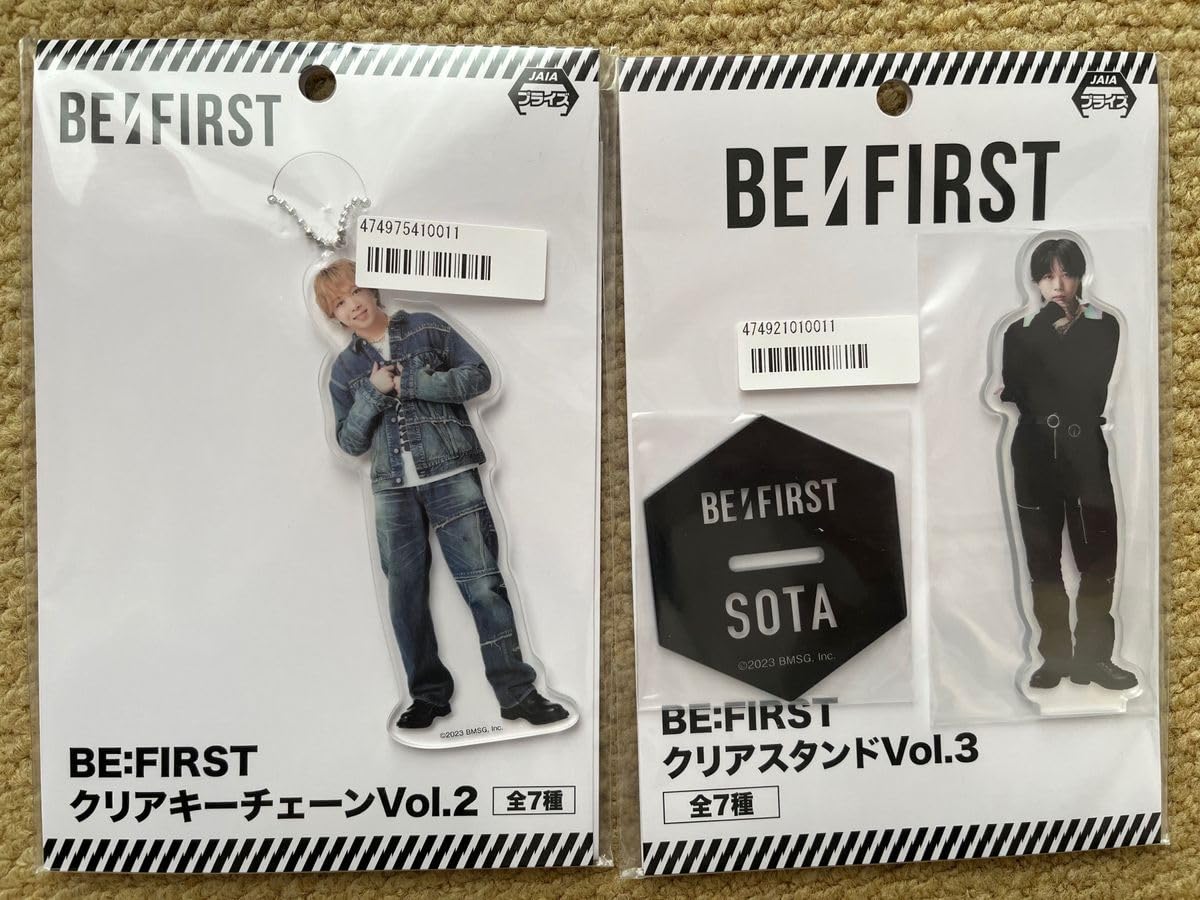 BE:FIRST
JAIA
プライズ
474975410011
©2023 BMSG, Inc.
BE:FIRST
クリアキーチェーンVol.2 全7種
JAIA
プライズ
BE:FIRST
474921010011
BE:FIRST
SOTA
©2023 BMSG, Inc.
BE:FIRST
クリアスタンドVol.3
全7種